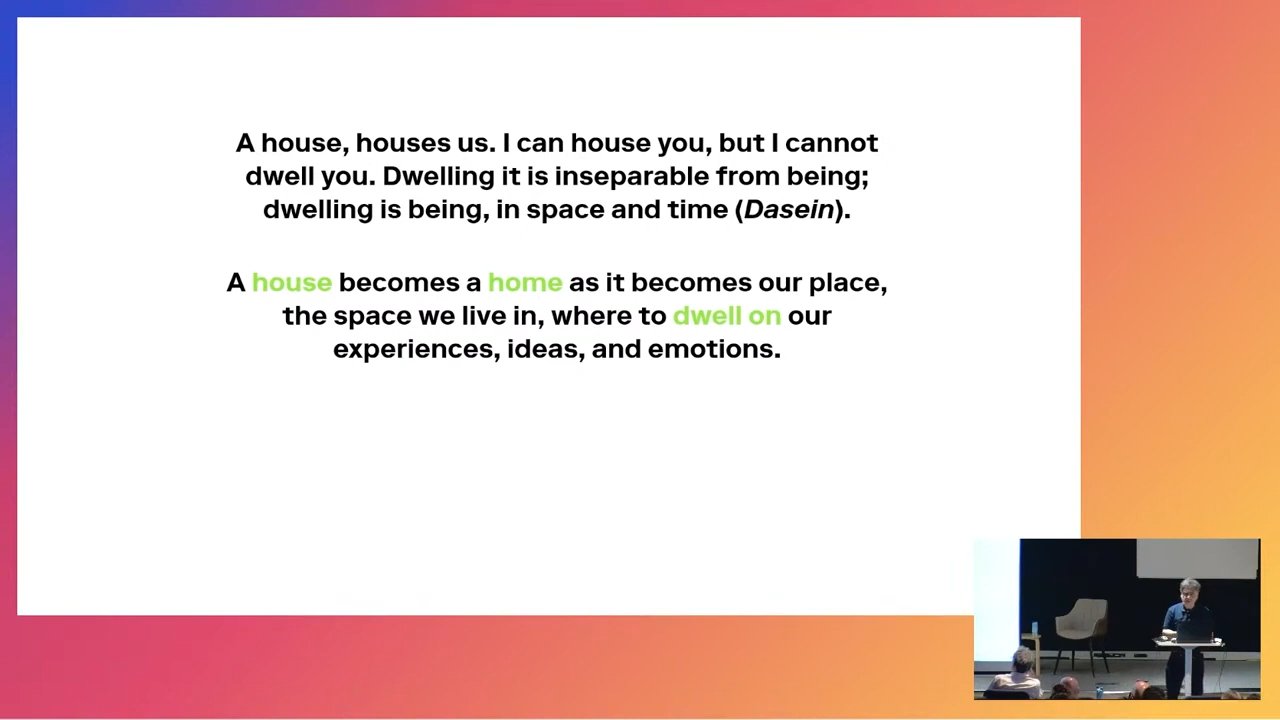 A house, houses us. I can house you, but I cannot
dwell you. Dwelling it is inseparable from being;
dwelling is being, in space and time (Dasein).
A house becomes a home as it becomes our place,
the space we live in, where to dwell on our
experiences, ideas, and emotions.